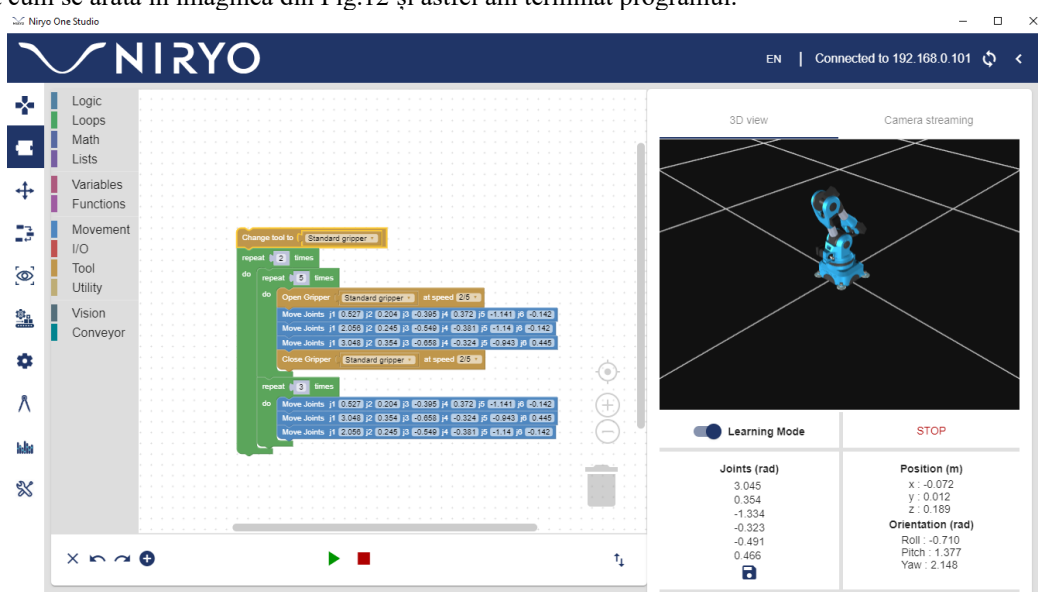 cum se arată în imaginea din Fig.12 și astfel am terminat programul.
Niryo One Studio
NIRYO
EN | Connected to 192.168.0.101
Logic
Loops
Math
Lists
Variables
Functions
Movement
I/O
Tool
Utility
Vision
Conveyor
Change tool to Standard gripper
repeat 2 times
do repeat 5 times
do Open Gripper Standard gripper at speed 2/5
Move Joints j1 0.527 j2 0.204 j3 -0.395 j4 0.372 j5 -1.141 j6 -0.142
Move Joints j1 2.056 j2 0.245 j3 -0.549 j4 -0.381 j5 -1.14 j6 -0.142
Move Joints j1 3.048 j2 0.354 j3 -0.658 j4 -0.324 j5 -0.943 j6 0.445
Close Gripper Standard gripper at speed 2/5
repeat 3 times
do Move Joints j1 0.527 j2 0.204 j3 -0.395 j4 0.372 j5 -1.141 j6 -0.142
Move Joints j1 3.048 j2 0.354 j3 -0.658 j4 -0.324 j5 -0.943 j6 0.445
Move Joints j1 2.056 j2 0.245 j3 -0.549 j4 -0.381 j5 -1.14 j6 -0.142
3D view
Camera streaming
Learning Mode
STOP
Joints (rad)
3.045
0.354
-1.334
-0.323
-0.491
0.466
Position (m)
x : -0.072
y : 0.012
z : 0.189
Orientation (rad)
Roll : -0.710
Pitch : 1.377
Yaw : 2.148